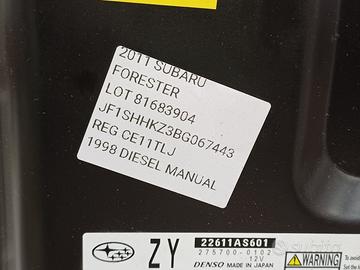 2011 SUBARU
FORESTER
LOT 81683904
JF1SHHKZ3BG067443
REG CE11TLJ
1998 DIESEL MANUAL
ZY
22611AS601
275700-0102
12V
DENSO MADE IN JAPAN
WARNING